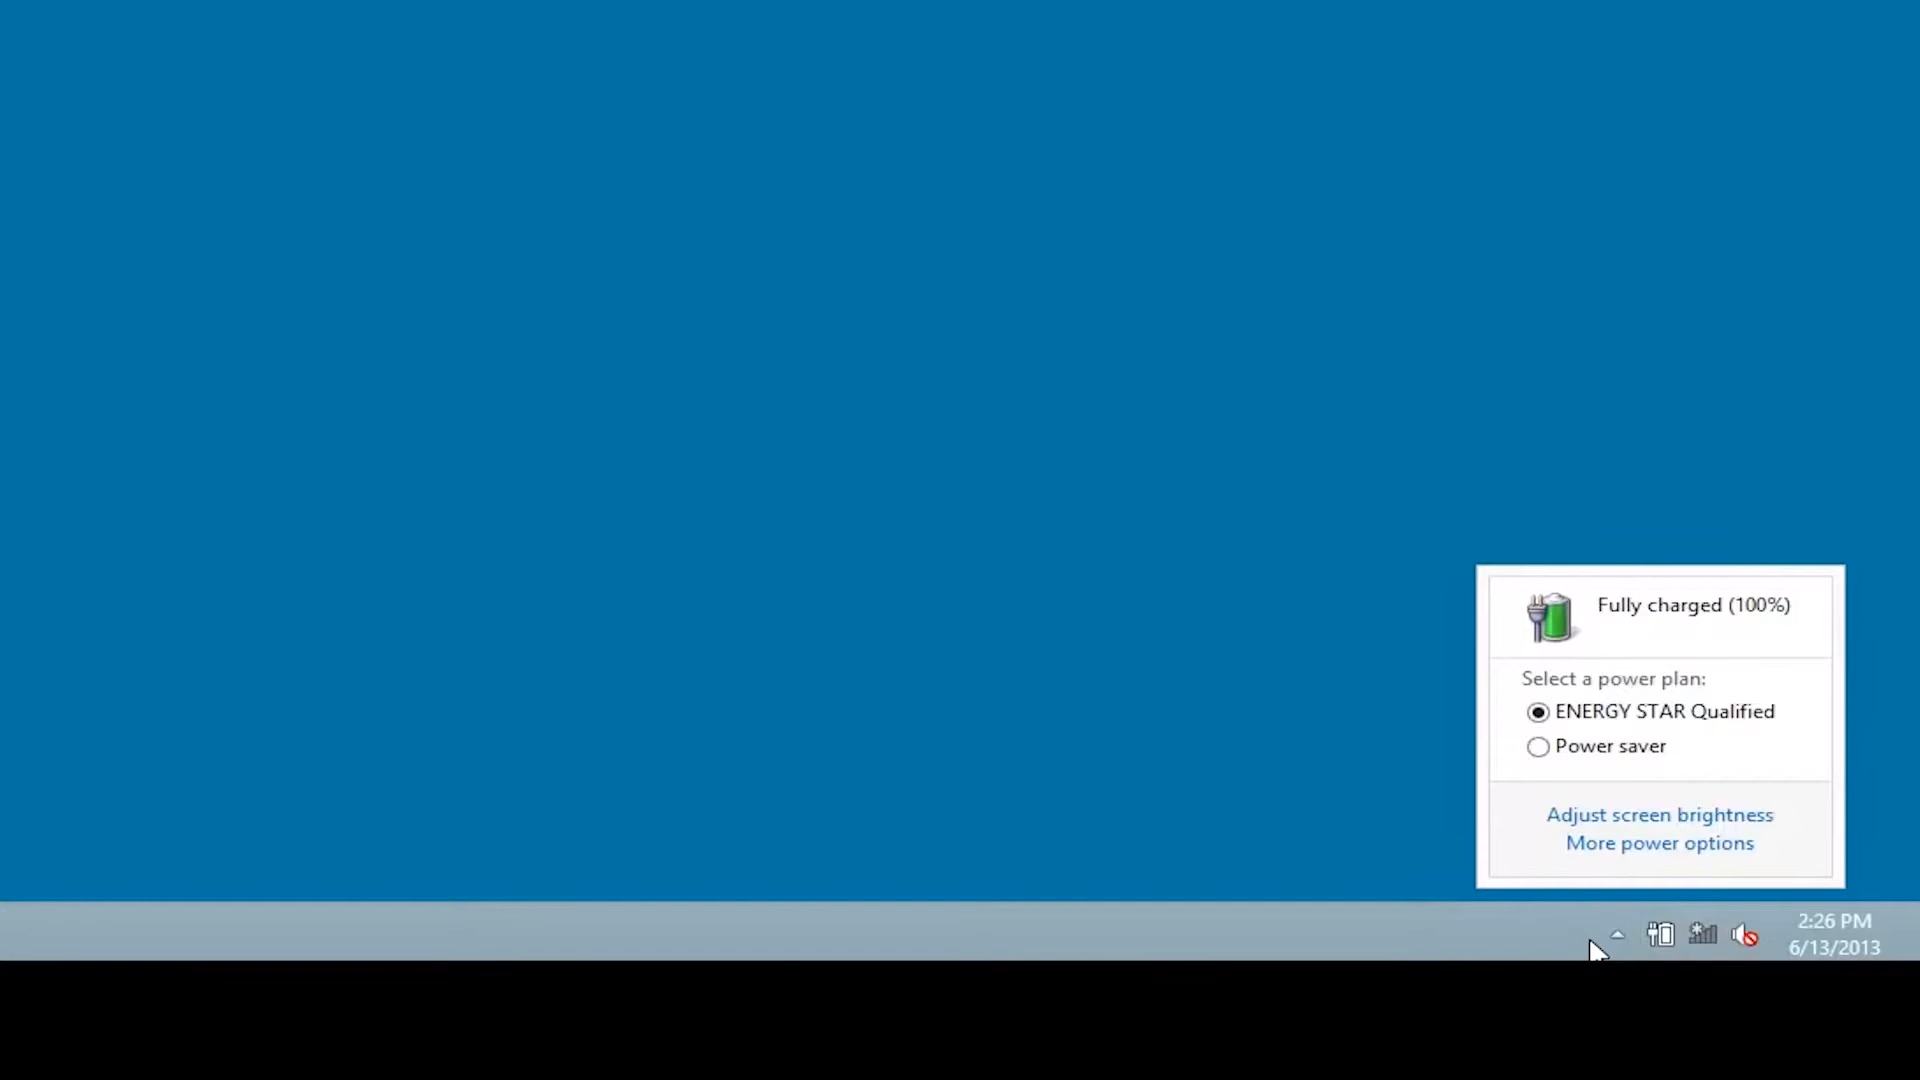 Fully charged (100%)
Select a power plan:
ENERGY STAR Qualified
Power saver
Adjust screen brightness
More power options
2:26 PM
6/13/2013